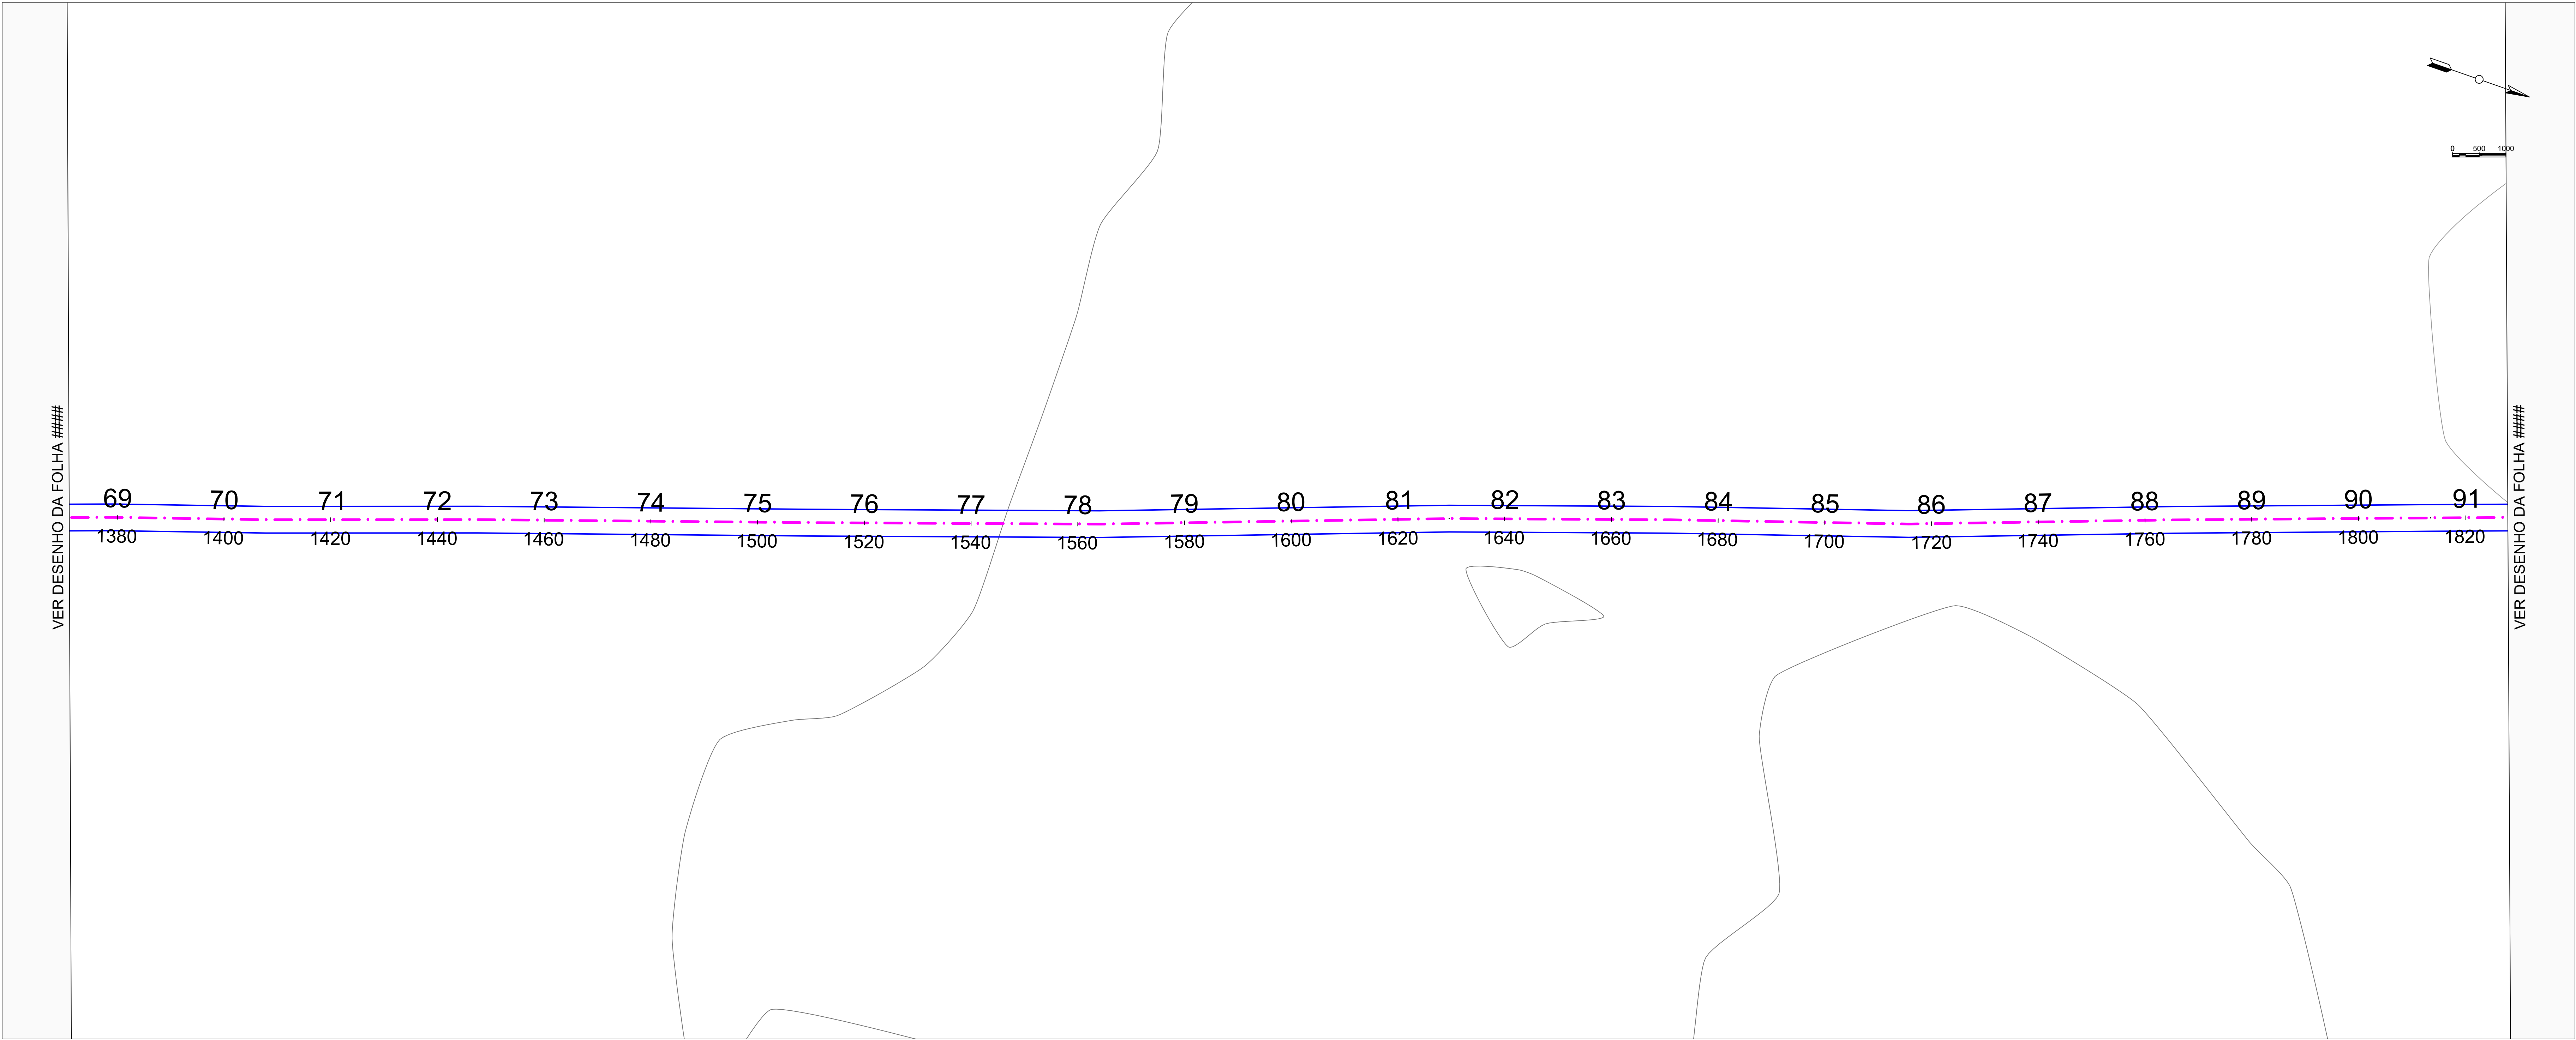 0 500 1000
VER DESENHO DA FOLHA ####
69 70 71 72 73 74 75 76 77 78 79 80 81 82 83 84 85 86 87 88 89 90 91
1380 1400 1420 1440 1460 1480 1500 1520 1540 1560 1580 1600 1620 1640 1660 1680 1700 1720 1740 1760 1780 1800 1820
VER DESENHO DA FOLHA ####